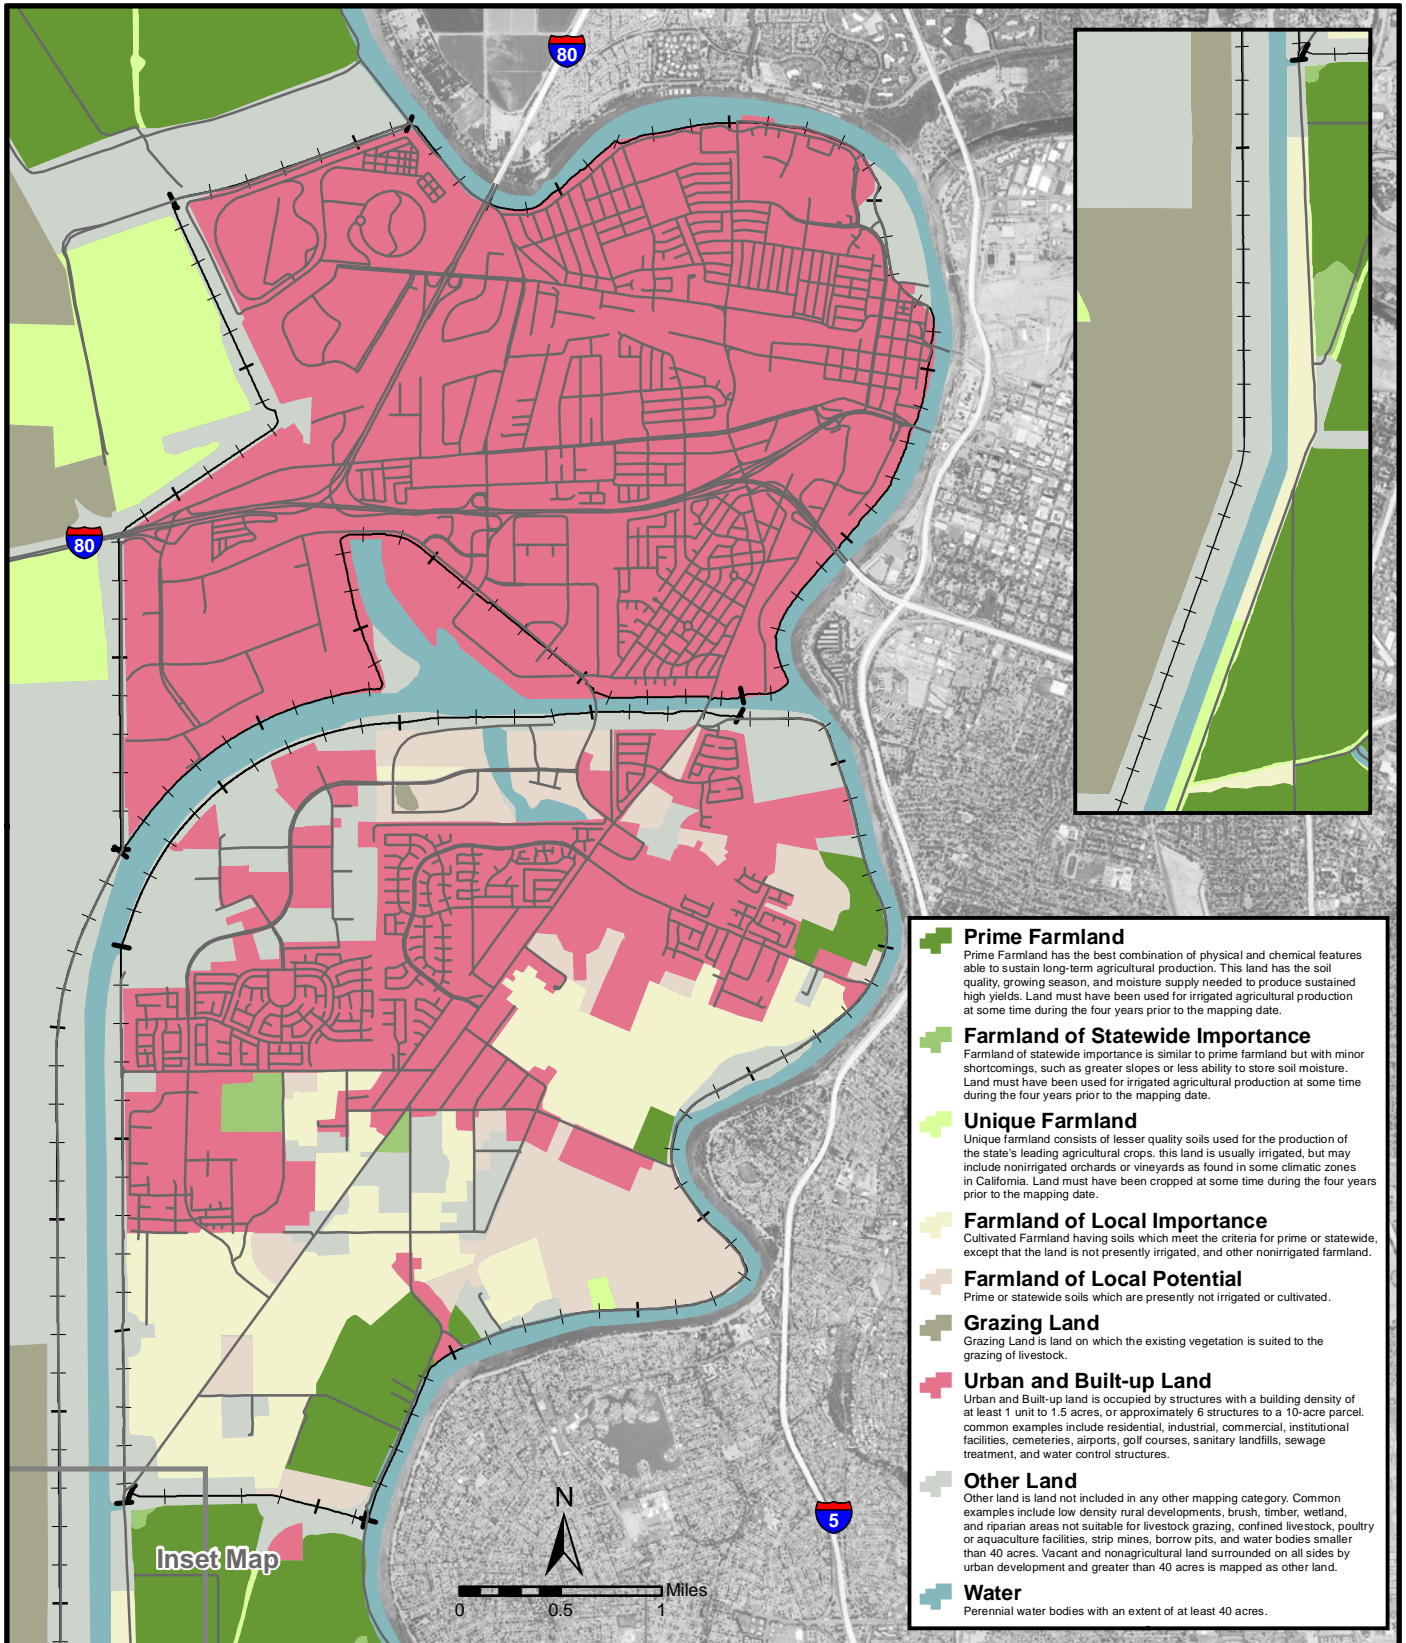 80
80
Prime Farmland
Prime Farmland has the best combination of physical and chemical features
able to sustain long-term agricultural production. This land has the soil
quality, growing season, and moisture supply needed to produce sustained
high yields. Land must have been used for irrigated agricultural production
at some time during the four years prior to the mapping date.
Farmland of Statewide Importance
Farmland of statewide importance is similar to prime farmland but with minor
shortcomings, such as greater slopes or less ability to store soil moisture.
Land must have been used for irrigated agricultural production at some time
during the four years prior to the mapping date.
Unique Farmland
Unique farmland consists of lesser quality soils used for the production of
the state's leading agricultural crops. this land is usually irrigated, but may
include nonirrigated orchards or vineyards as found in some climatic zones
in California. Land must have been cropped at some time during the four years
prior to the mapping date.
Farmland of Local Importance
Cultivated Farmland having soils which meet the criteria for prime or statewide,
except that the land is not presently irrigated, and other nonirrigated farmland.
Farmland of Local Potential
Prime or statewide soils which are presently not irrigated or cultivated.
Grazing Land
Grazing Land is land on which the existing vegetation is suited to the
grazing of livestock.
Urban and Built-up Land
Urban and Built-up land is occupied by structures with a building density of
at least 1 unit to 1.5 acres, or approximately 6 structures to a 10-acre parcel.
common examples include residential, industrial, commercial, institutional
facilities, cemeteries, airports, golf courses, sanitary landfills, sewage
treatment, and water control structures.
Other Land
Other land is land not included in any other mapping category. Common
examples include low density rural developments, brush, timber, wetland,
and riparian areas not suitable for livestock grazing, confined livestock, poultry
or aquaculture facilities, strip mines, borrow pits, and water bodies smaller
than 40 acres. Vacant and nonagricultural land surrounded on all sides by
urban development and greater than 40 acres is mapped as other land.
Water
Perennial water bodies with an extent of at least 40 acres.
Inset Map
N
Miles
0 0.5 1
5